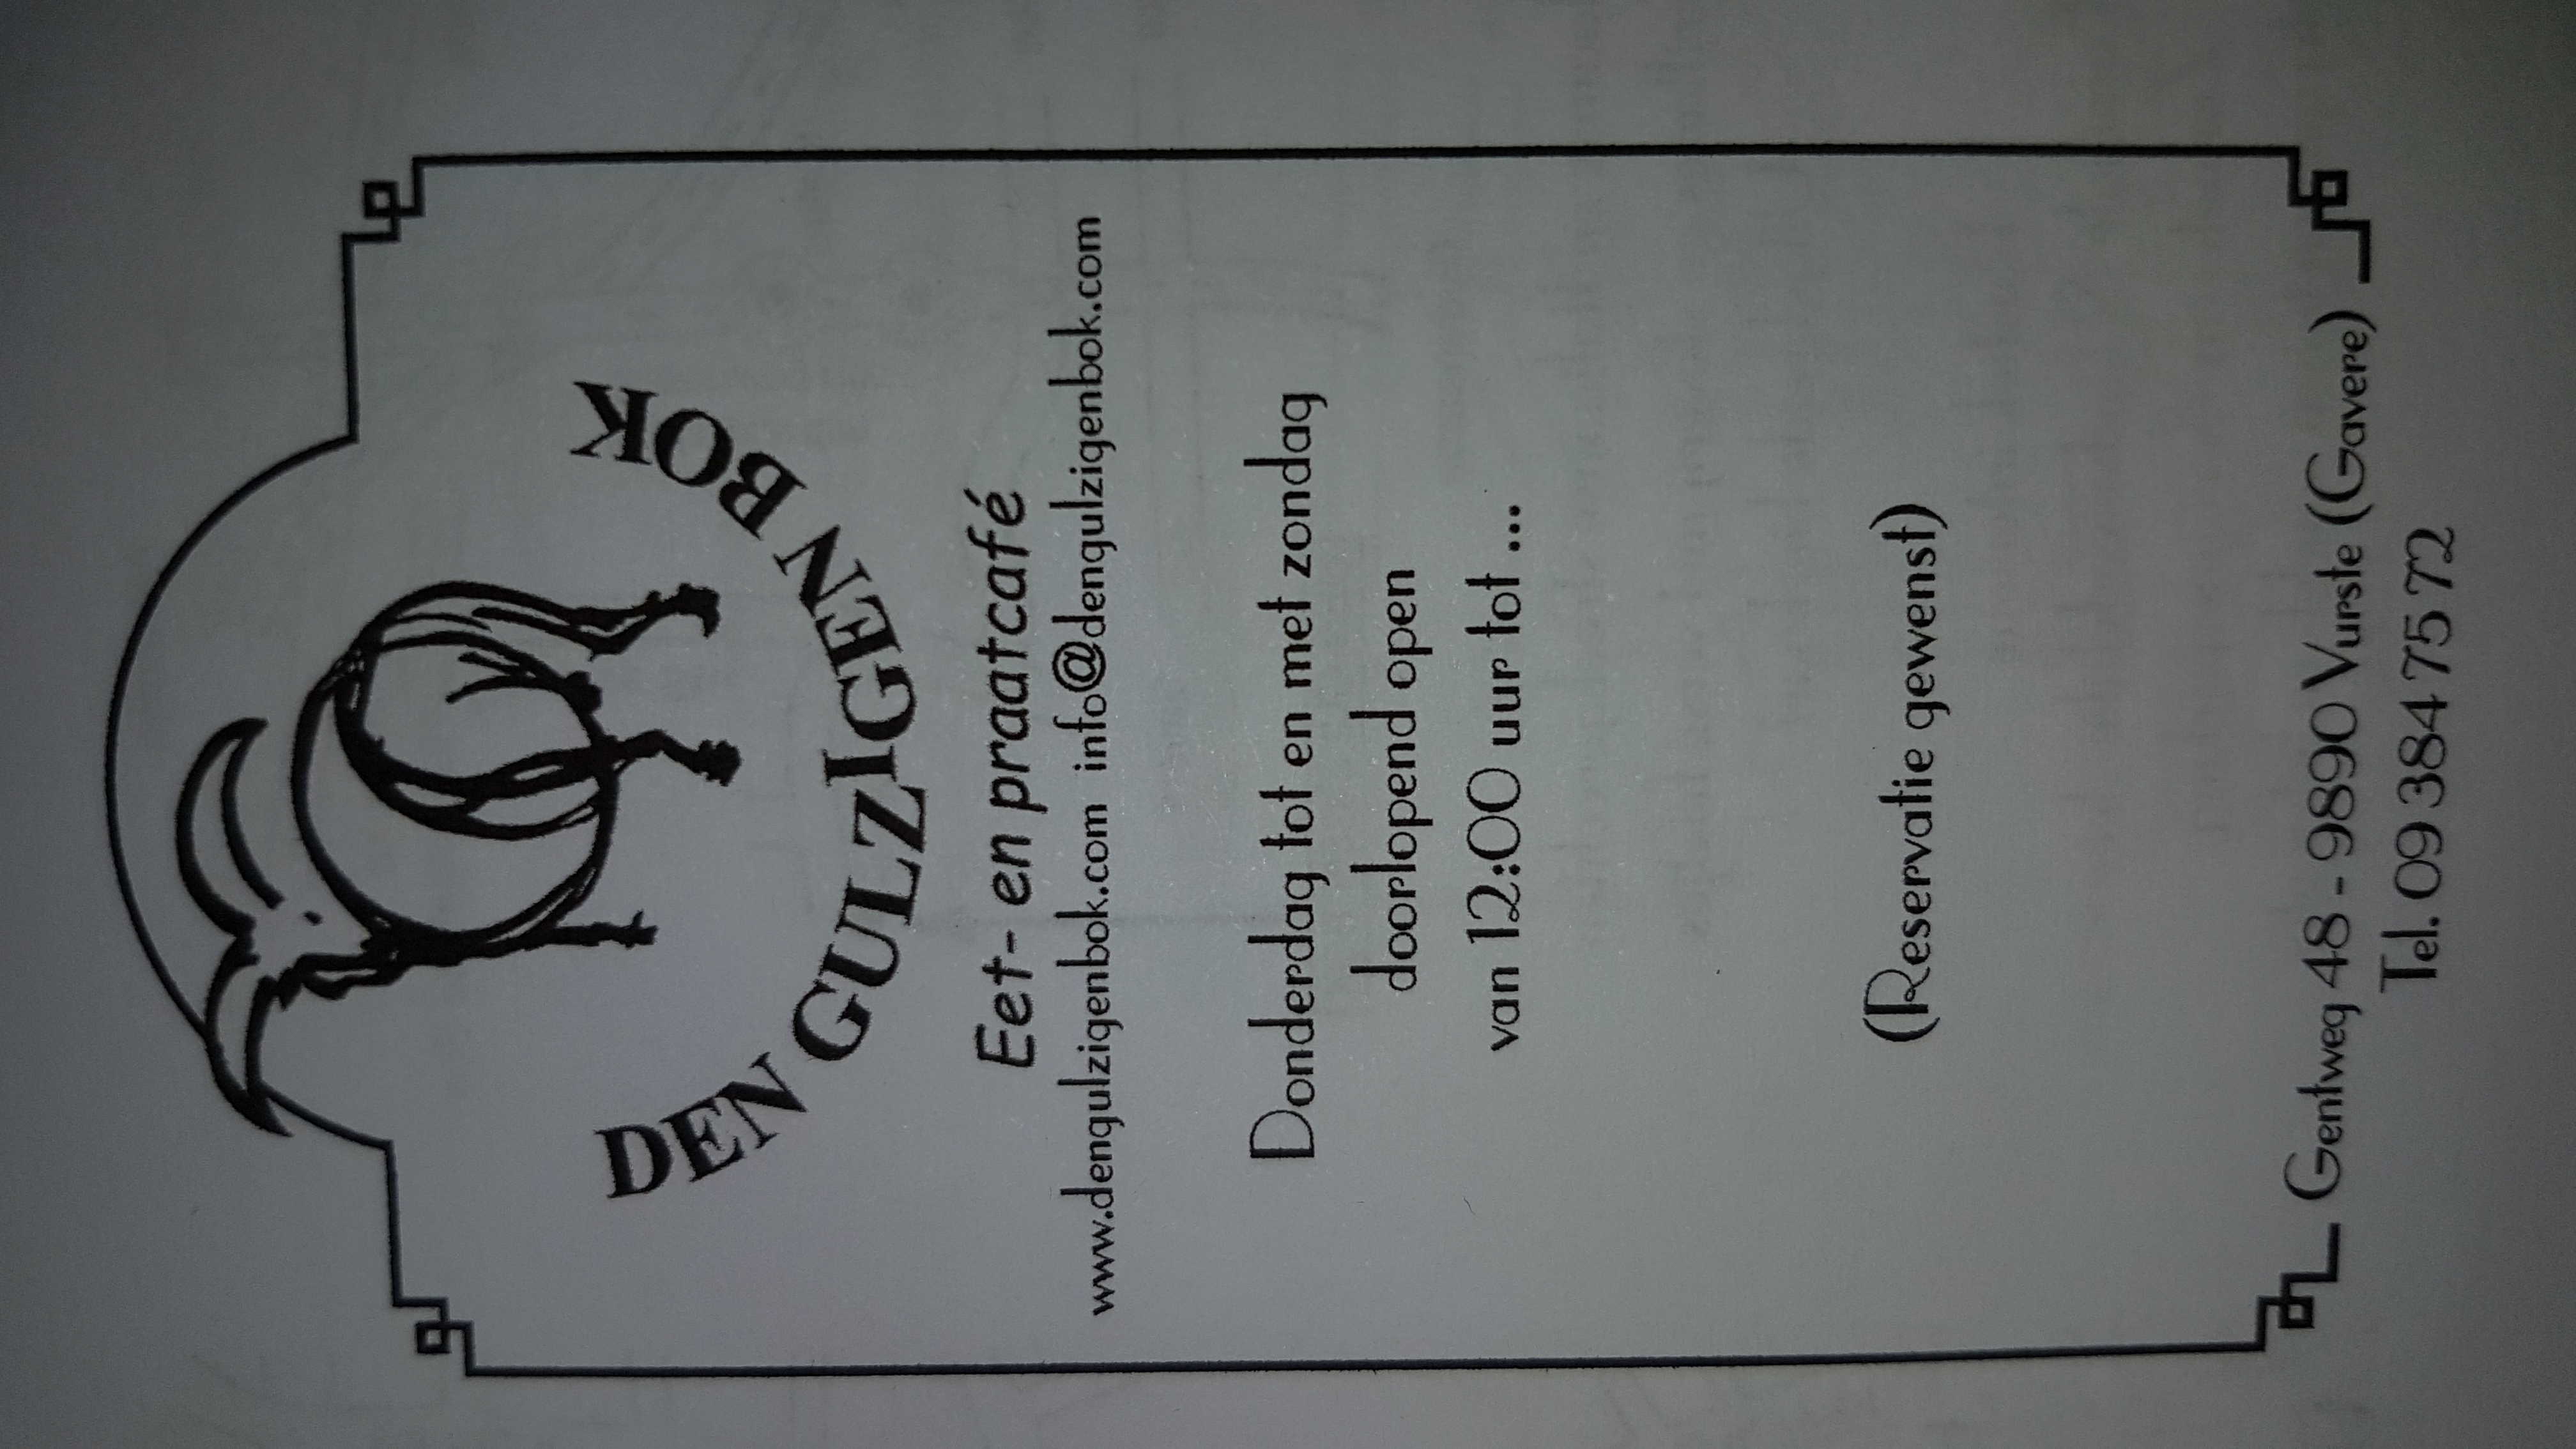 DEN GULZIGEN BOK
Eet- en praatcafé
www.dengulzigenbok.com info@dengulzigenbok.com
Donderdag tot en met zondag
doorlopend open
van 12:00 uur tot ...
(Reservatie gewenst)
Gentweg 48 - 9890 Vurste (Gavere)
Tel. 09 384 75 72